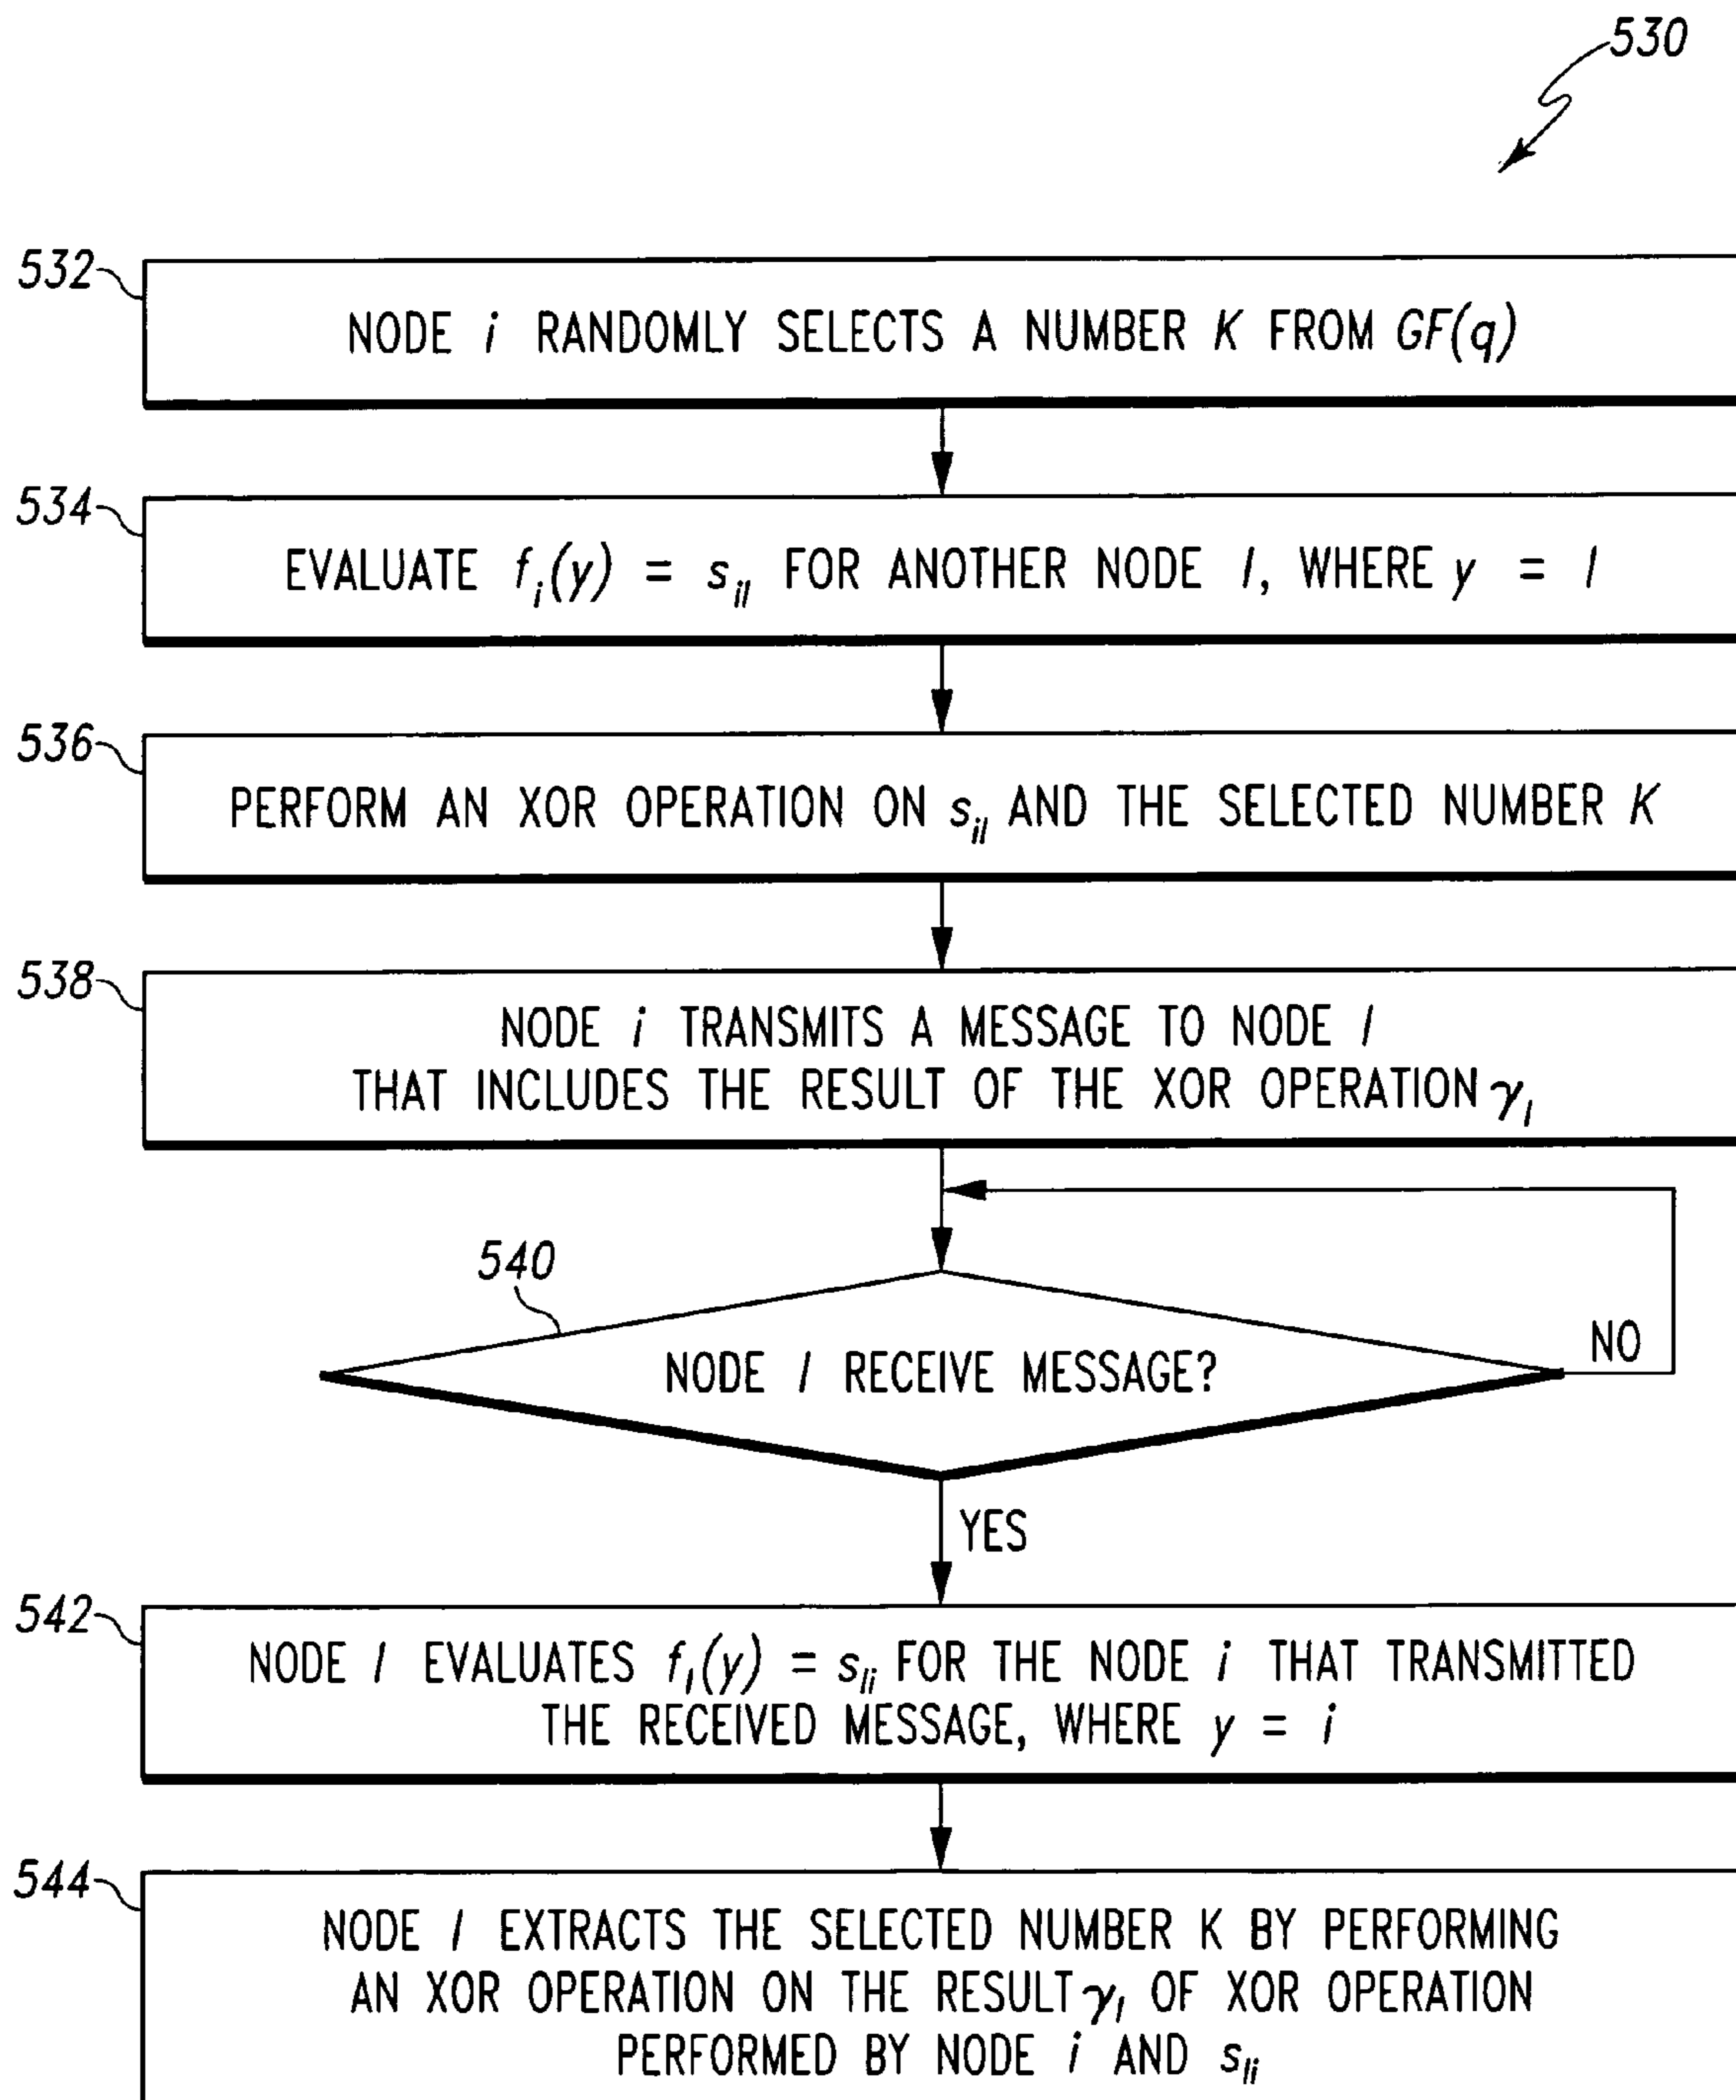 530
532
NODE i RANDOMLY SELECTS A NUMBER K FROM GF(q)
534
EVALUATE f_i(y) = s_il FOR ANOTHER NODE l, WHERE y = l
536
PERFORM AN XOR OPERATION ON s_il AND THE SELECTED NUMBER K
538
NODE i TRANSMITS A MESSAGE TO NODE l
THAT INCLUDES THE RESULT OF THE XOR OPERATION γ_l
540
NODE l RECEIVE MESSAGE?
NO
YES
542
NODE l EVALUATES f_l(y) = s_li FOR THE NODE i THAT TRANSMITTED
THE RECEIVED MESSAGE, WHERE y = i
544
NODE l EXTRACTS THE SELECTED NUMBER K BY PERFORMING
AN XOR OPERATION ON THE RESULT γ_l OF XOR OPERATION
PERFORMED BY NODE i AND s_li